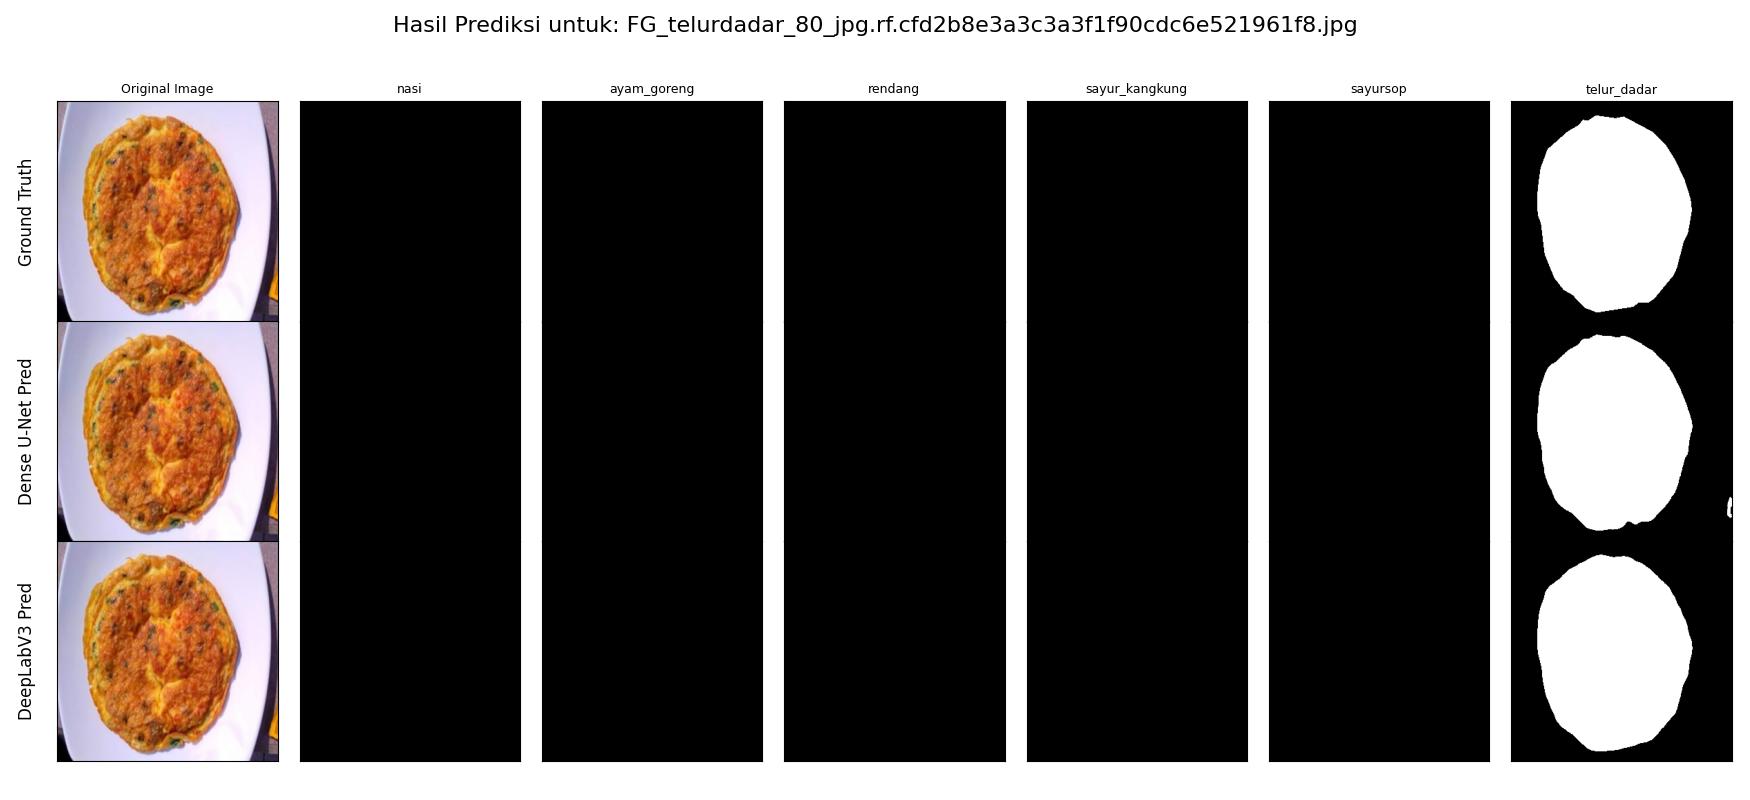 Hasil Prediksi untuk: FG_telurdadar_80_jpg.rf.cfd2b8e3a3c3a3f1f90cdc6e521961f8.jpg
Original Image nasi ayam_goreng rendang sayur_kangkung sayursop telur_dadar
Ground Truth
Dense U-Net Pred
DeepLabV3 Pred